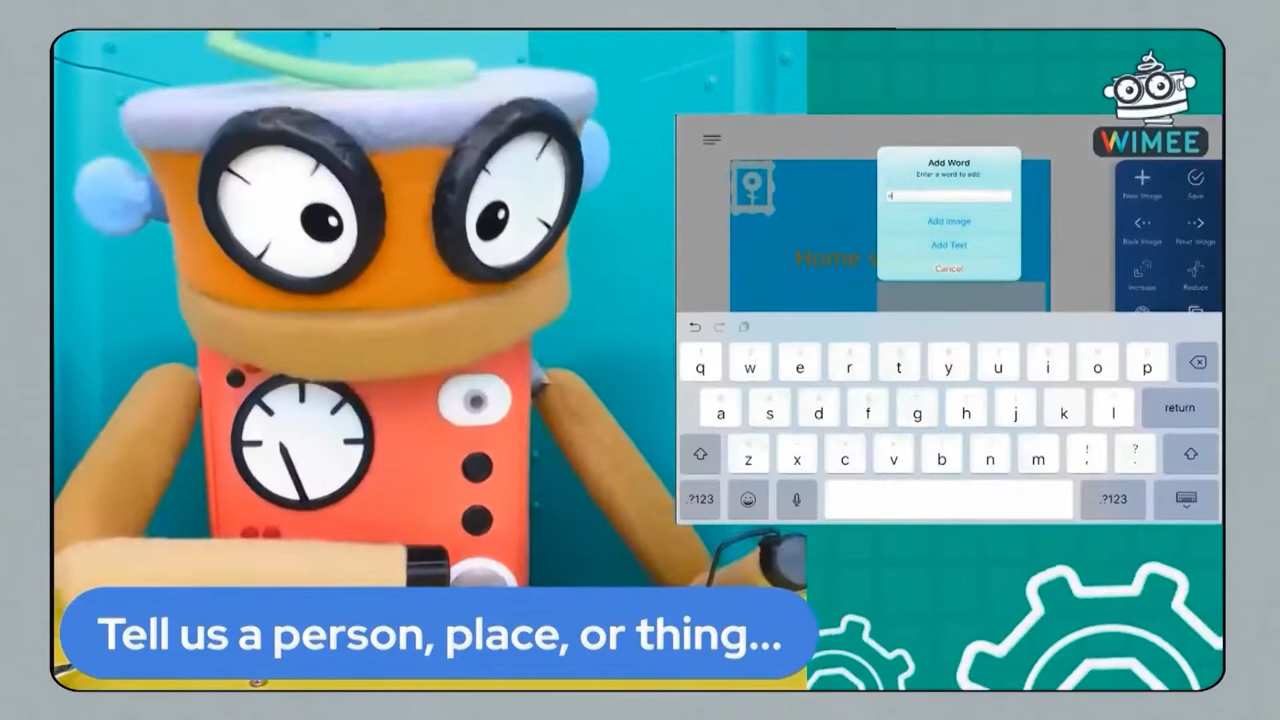 WIMEE
Add Word
Enter a word to add:
Add Image
Add Text
Cancel
Home
New Image
Save
Back Image
Next Image
Increase
Reduce
q w e r t y u i o p
a s d f g h j k l
return
z x c v b n m ! , ? .
.?123
.?123
Tell us a person, place, or thing...